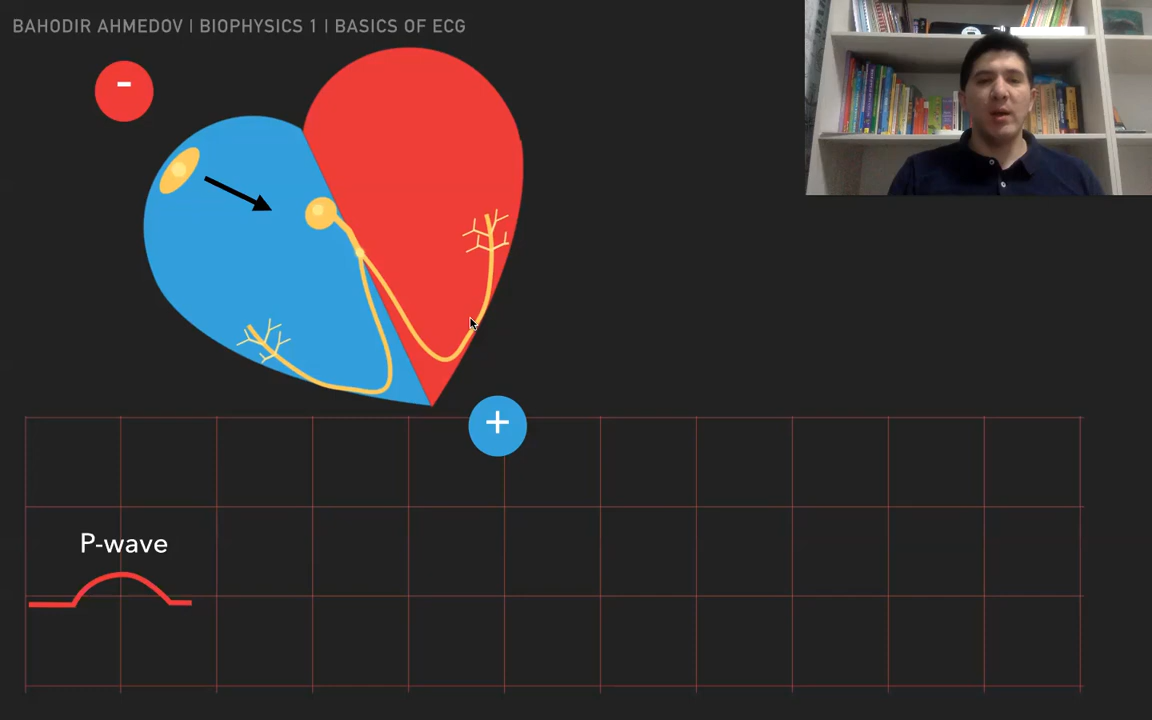 BAHODIR AHMEDOV | BIOPHYSICS 1 | BASICS OF ECG
-
+
P-wave